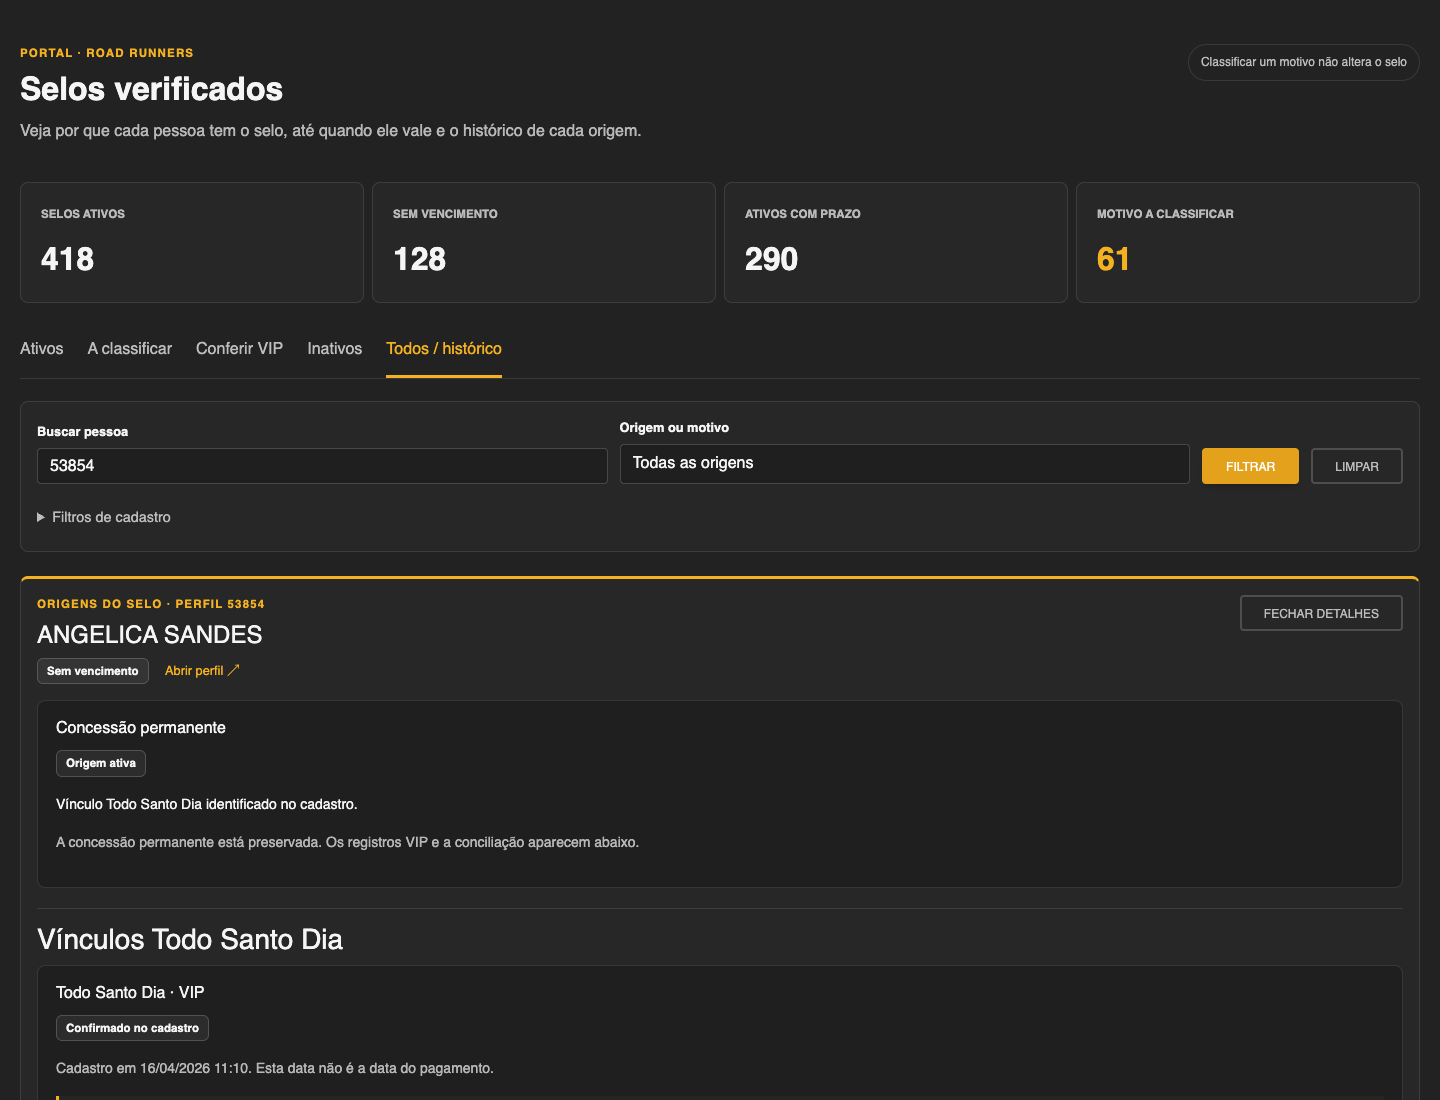 PORTAL · ROAD RUNNERS
Selos verificados
Veja por que cada pessoa tem o selo, até quando ele vale e o histórico de cada origem.
Classificar um motivo não altera o selo
SELOS ATIVOS
418
SEM VENCIMENTO
128
ATIVOS COM PRAZO
290
MOTIVO A CLASSIFICAR
61
Ativos
A classificar
Conferir VIP
Inativos
Todos / histórico
Buscar pessoa
53854
Origem ou motivo
Todas as origens
FILTRAR
LIMPAR
Filtros de cadastro
ORIGENS DO SELO · PERFIL 53854
ANGELICA SANDES
Sem vencimento
Abrir perfil ↗
FECHAR DETALHES
Concessão permanente
Origem ativa
Vínculo Todo Santo Dia identificado no cadastro.
A concessão permanente está preservada. Os registros VIP e a conciliação aparecem abaixo.
Vínculos Todo Santo Dia
Todo Santo Dia · VIP
Confirmado no cadastro
Cadastro em 16/04/2026 11:10. Esta data não é a data do pagamento.